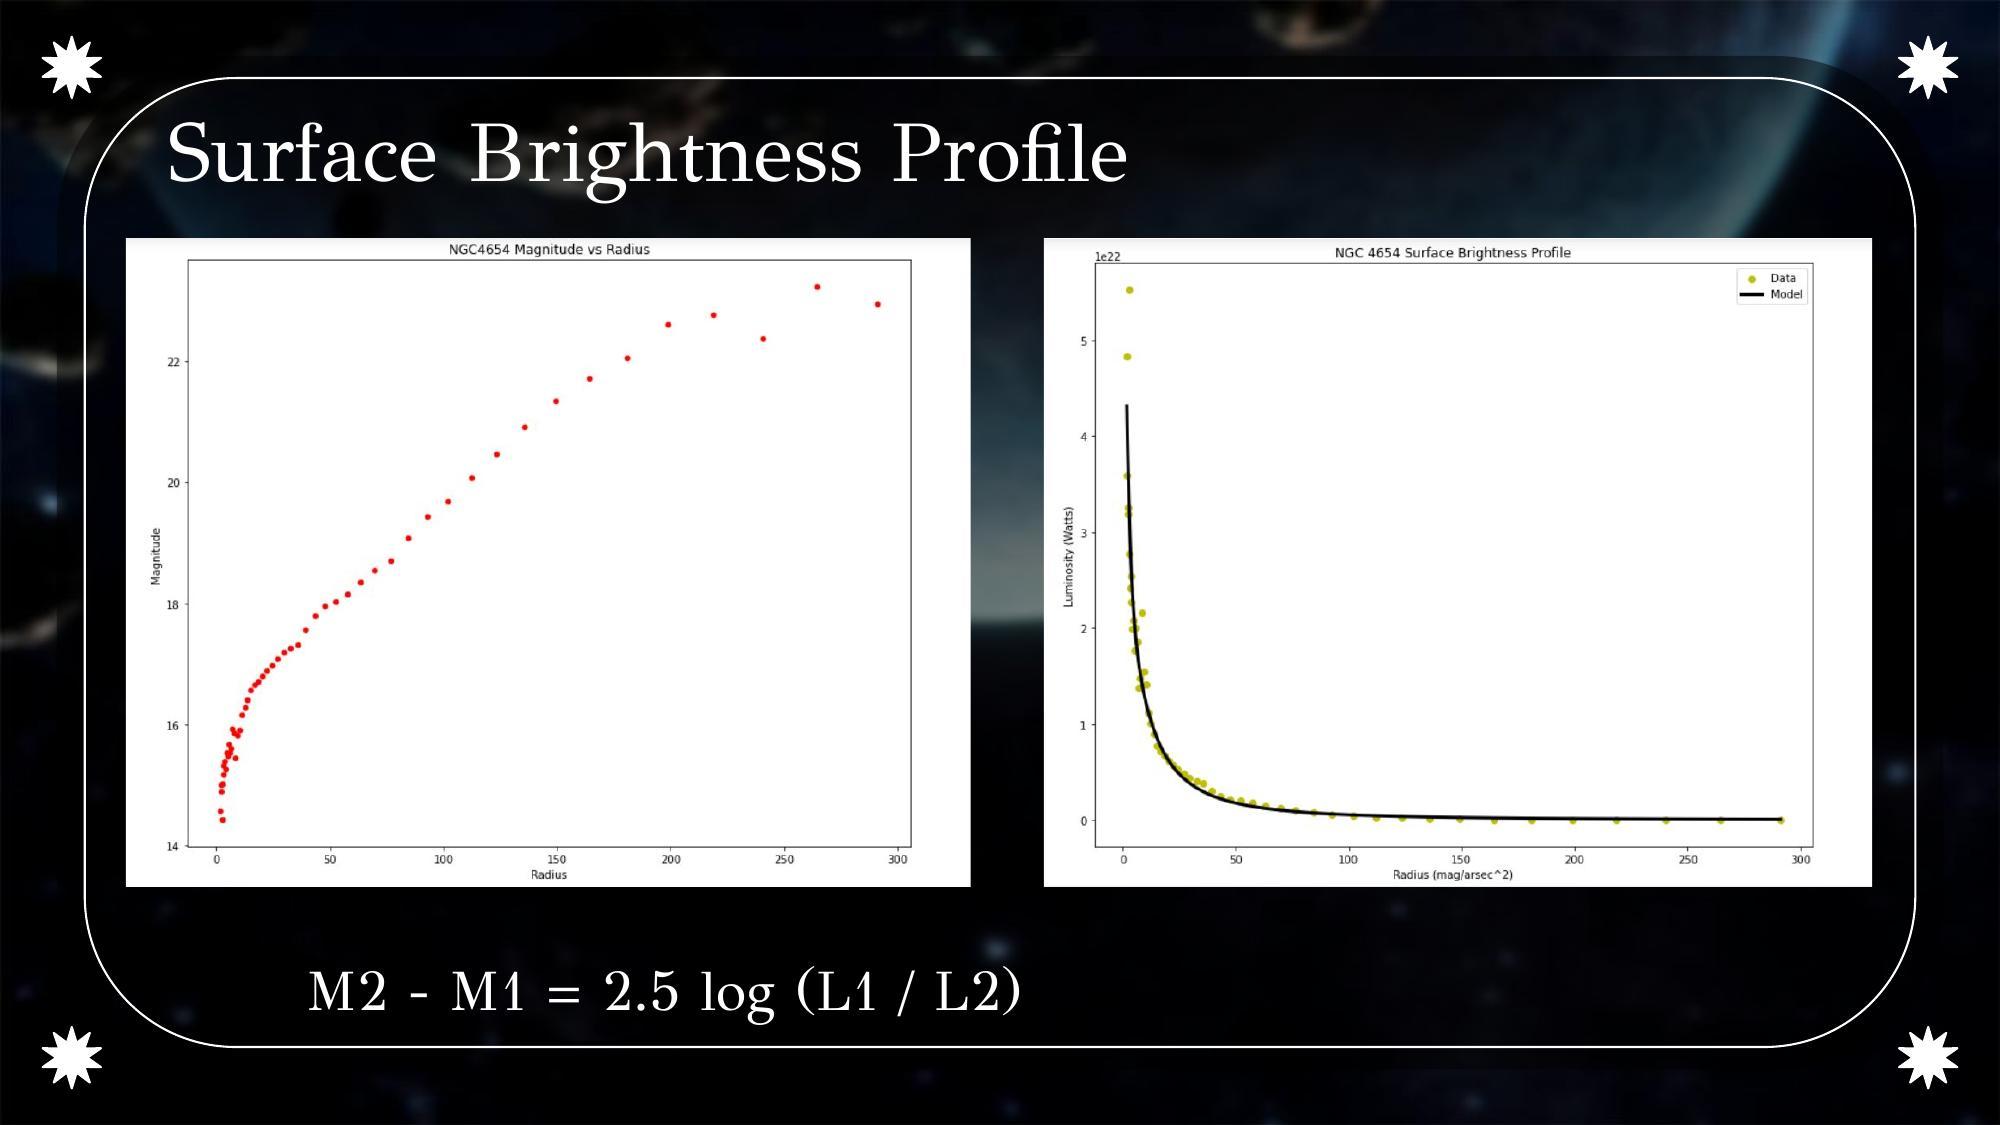 Surface Brightness Profile
NGC4654 Magnitude vs Radius
22
20
18
16
14
Magnitude
0 50 100 150 200 250 300
Radius
NGC 4654 Surface Brightness Profile
1e22
Data
Model
5
4
3
2
1
0
Luminosity (Watts)
0 50 100 150 200 250 300
Radius (mag/arsec^2)
M2 - M1 = 2.5 log (L1 / L2)